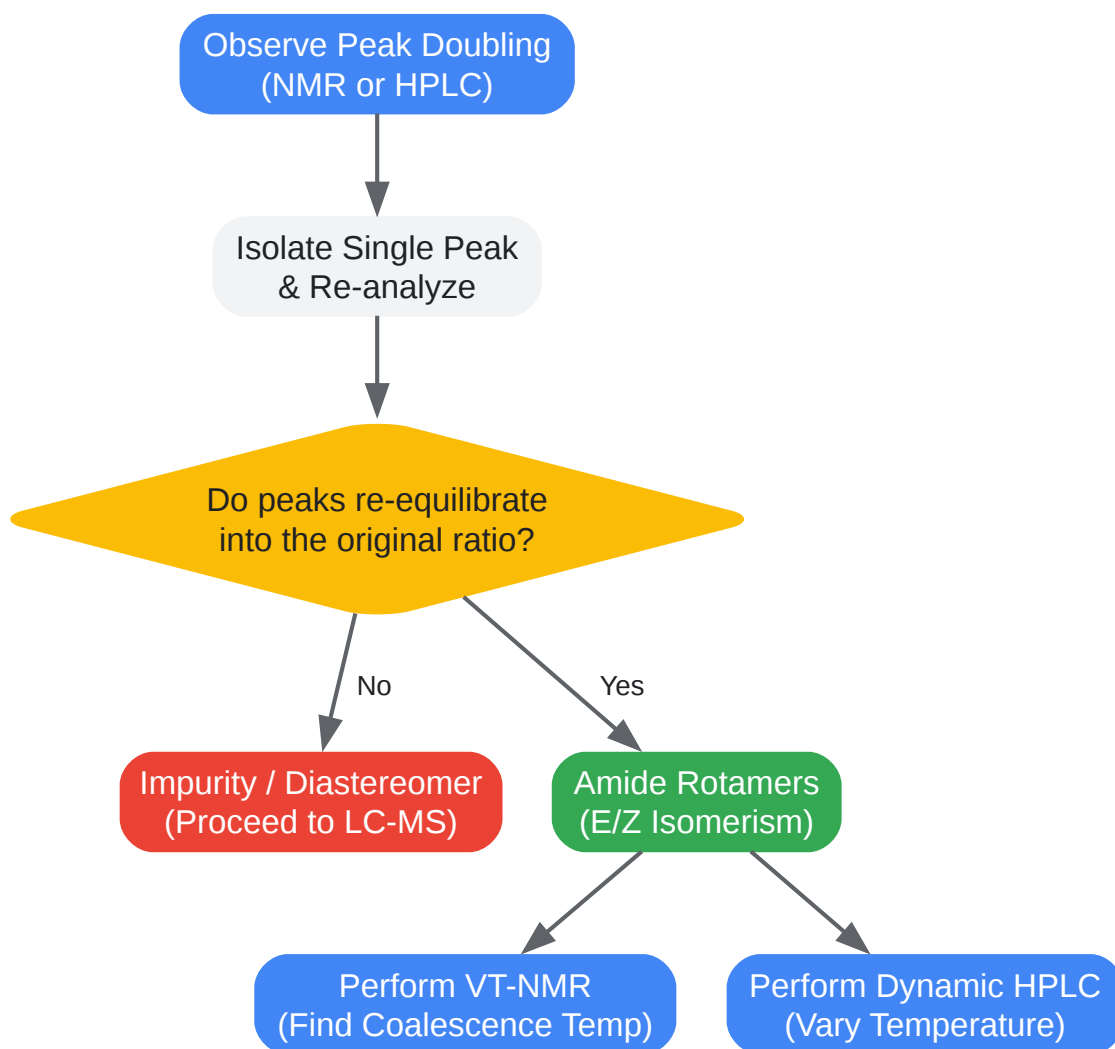 Observe Peak Doubling
(NMR or HPLC)
Isolate Single Peak
& Re-analyze
Do peaks re-equilibrate
into the original ratio?
No
Yes
Impurity / Diastereomer
(Proceed to LC-MS)
Amide Rotamers
(E/Z Isomerism)
Perform VT-NMR
(Find Coalescence Temp)
Perform Dynamic HPLC
(Vary Temperature)